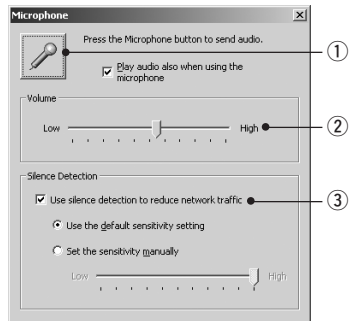 Microphone
Press the Microphone button to send audio.
Play audio also when using the
microphone
Volume
Low High
Silence Detection
Use silence detection to reduce network traffic
Use the default sensitivity setting
Set the sensitivity manually
Low High
1
2
3